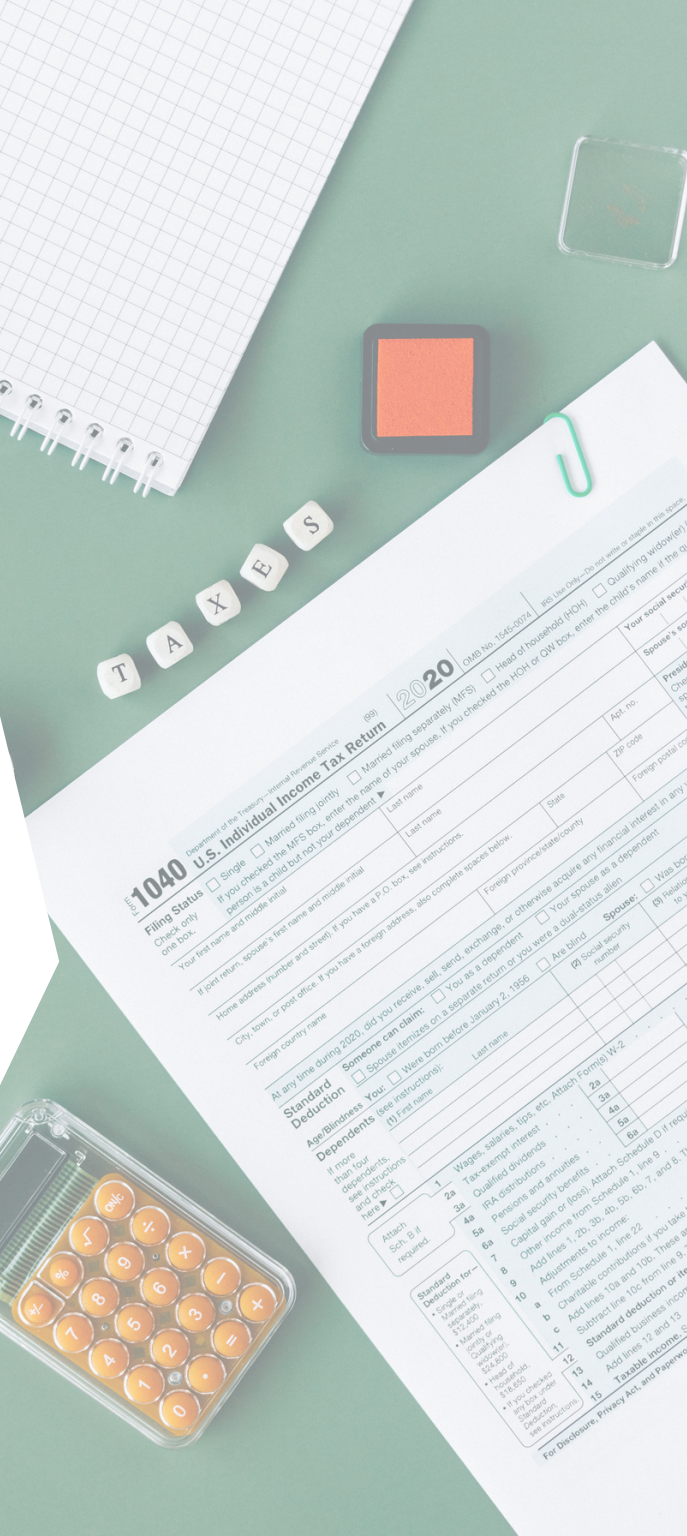 T A X E S
FORM 1040
Department of the Treasury—Internal Revenue Service (99)
U.S. Individual Income Tax Return
2020
OMB No. 1545-0074
IRS Use Only—Do not write or staple in this space.
Filing Status
Check only
one box.
Single
Married filing jointly
Married filing separately (MFS)
Head of household (HOH)
Qualifying widow(er)
If you checked the MFS box, enter the name of your spouse. If you checked the HOH or QW box, enter the child's name if the
person is a child but not your dependent ▶
Your first name and middle initial
Last name
Your social
If joint return, spouse's first name and middle initial
Last name
Spouse's
Home address (number and street). If you have a P.O. box, see instructions.
Apt. no.
City, town, or post office. If you have a foreign address, also complete spaces below.
State
ZIP code
Foreign country name
Foreign province/state/county
Foreign postal
At any time during 2020, did you receive, sell, send, exchange, or otherwise acquire any financial interest in any
Standard
Deduction
Someone can claim:
You as a dependent
Your spouse as a dependent
Spouse itemizes on a separate return or you were a dual-status alien
Age/Blindness
You:
Were born before January 2, 1956
Are blind
Spouse:
Was
Dependents (see instructions):
(2) Social security
number
(3)
(1) First name
Last name
If more
than four
dependents,
see instructions
and check
here ▶
Attach
Sch. B if
required.
1 Wages, salaries, tips, etc. Attach Form(s) W-2
2a Tax-exempt interest 2a
3a Qualified dividends 3a
4a IRA distributions 4a
5a Pensions and annuities 5a
6a Social security benefits 6a
7 Capital gain or (loss). Attach Schedule D if
8 Other income from Schedule 1, line 9
9 Add lines 1, 2b, 3b, 4b, 5b, 6b, 7, and 8.
10 Adjustments to income:
a From Schedule 1, line 22
b Charitable contributions if you take
c Add lines 10a and 10b. These
11 Subtract line 10c from line 9.
12 Standard deduction or
13 Qualified business
14 Add lines 12 and 13
15 Taxable income.
Standard
Deduction for—
• Single or
Married filing
separately,
$12,400
• Married filing
jointly or
Qualifying
widow(er),
$24,800
• Head of
household,
$18,650
• If you checked
any box under
Standard
Deduction,
see instructions.
For Disclosure, Privacy Act, and
ON/C
√ ÷
% 9 ×
+/- 8 6 −
7 5 3 +
4 2 =
1 •
0